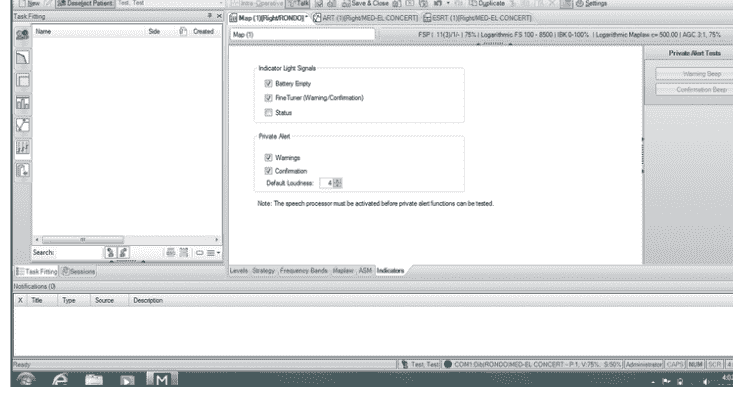 New Deselect Patient Test, Test Intra-Operative Talk Save & Close Duplicate Settings
Task Fitting
Map (1)[Right/RONDO]* ART (1)[Right/MED-EL CONCERT] ESRT (1)[Right/MED-EL CONCERT]
Name Side Created
Map (1) FSP | 11(3)/1/- | 75% | Logarithmic FS 100 - 8500 | IBK 0-100% | Logarithmic Maplaw c= 500.00 | AGC 3:1, 75%
Private Alert Tests
Warning Beep
Confirmation Beep
Indicator Light Signals
Battery Empty
FineTuner (Warning/Confirmation)
Status
Private Alert
Warnings
Confirmation
Default Loudness: 4
Note: The speech processor must be activated before private alert functions can be tested.
Search:
Task Fitting Sessions
Levels Strategy Frequency Bands Maplaw ASM Indicators
Notifications (0)
X Title Type Source Description
Ready Test, Test COM1:Dib(RONDO)MED-EL CONCERT - P:1, V:75%, S:50% Administrator CAPS NUM SCR
M